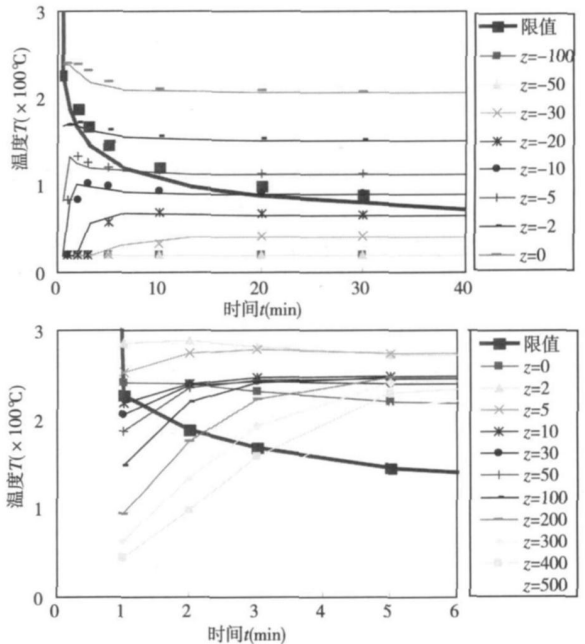 温度T(×100℃)
3
2
1
0
0
10
20
30
40
时间t(min)
限值
z=-100
z=-50
z=-30
z=-20
z=-10
z=-5
z=-2
z=0
温度T(×100℃)
3
2
1
0
0
1
2
3
4
5
6
时间t(min)
限值
z=0
z=2
z=5
z=10
z=30
z=50
z=100
z=200
z=300
z=400
z=500